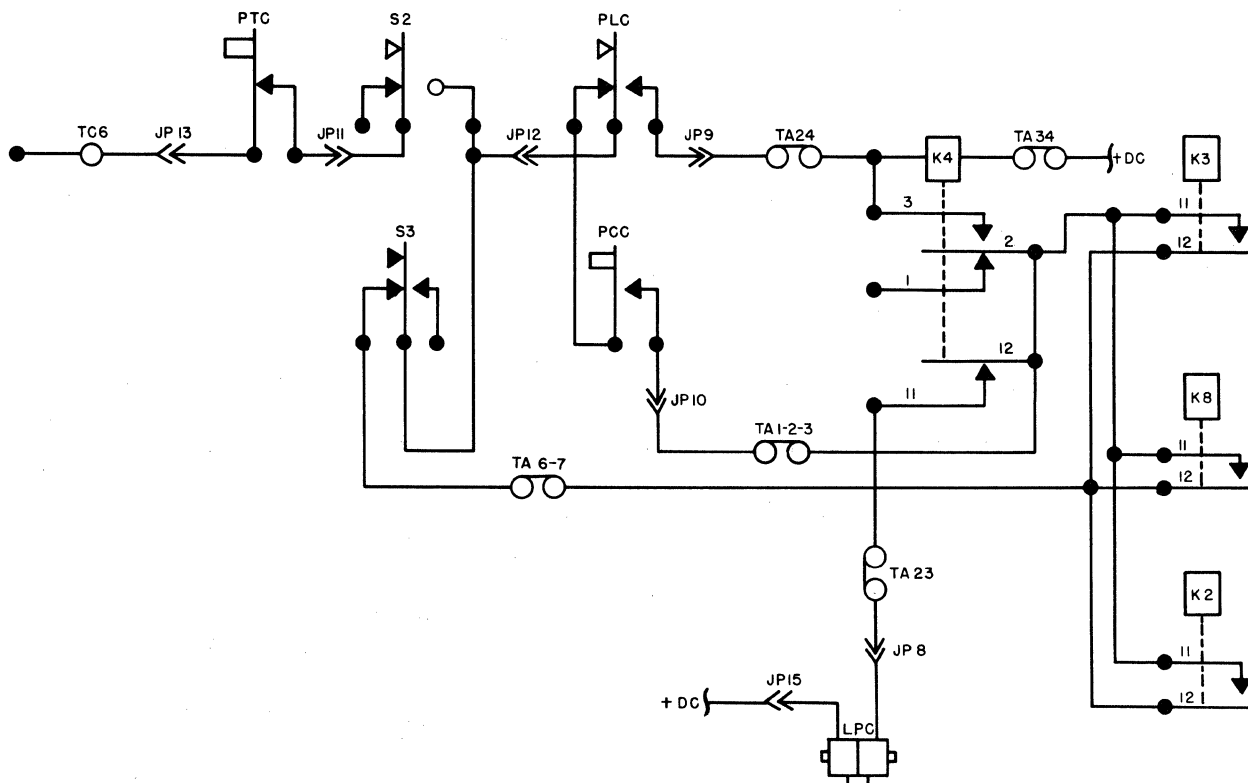 PTC
S2
PLC
TC6
JP13
JP11
JP12
JP9
TA24
K4
TA34
+DC
K3
3
11
S3
PCC
2
12
1
12
11
K8
JP10
TA1-2-3
11
TA 6-7
12
TA23
K2
JP8
11
JP15
12
+DC
LPC